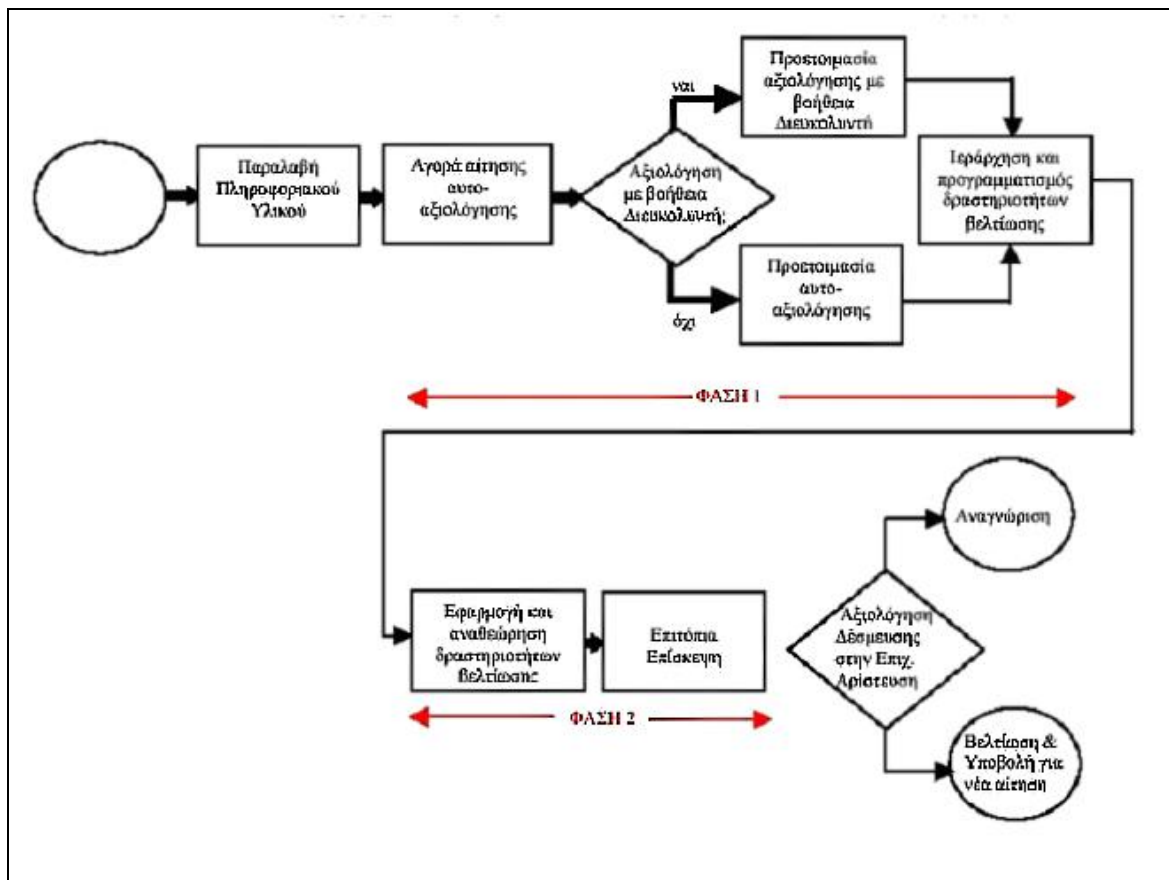 Προετοιμασία
αξιολόγησης με
βοήθεια
Διευκολυντή
ναι
Παραλαβή
Πληροφοριακού
Υλικού
Αγορά αίτησης
αυτο-
αξιολόγησης
Αξιολόγηση
με βοήθεια
Διευκολυντή;
Ιεράρχηση και
προγραμματισμός
δραστηριοτήτων
βελτίωσης
Προετοιμασία
αυτο-
αξιολόγησης
όχι
ΦΑΣΗ 1
Αναγνώριση
Εφαρμογή και
αναθεώρηση
δραστηριοτήτων
βελτίωσης
Επιτόπια
Επίσκεψη
Αξιολόγηση
Δέσμευσης
στην Επιχ.
Αρίστευση
ΦΑΣΗ 2
Βελτίωση &
Υποβολή για
νέα αίτηση